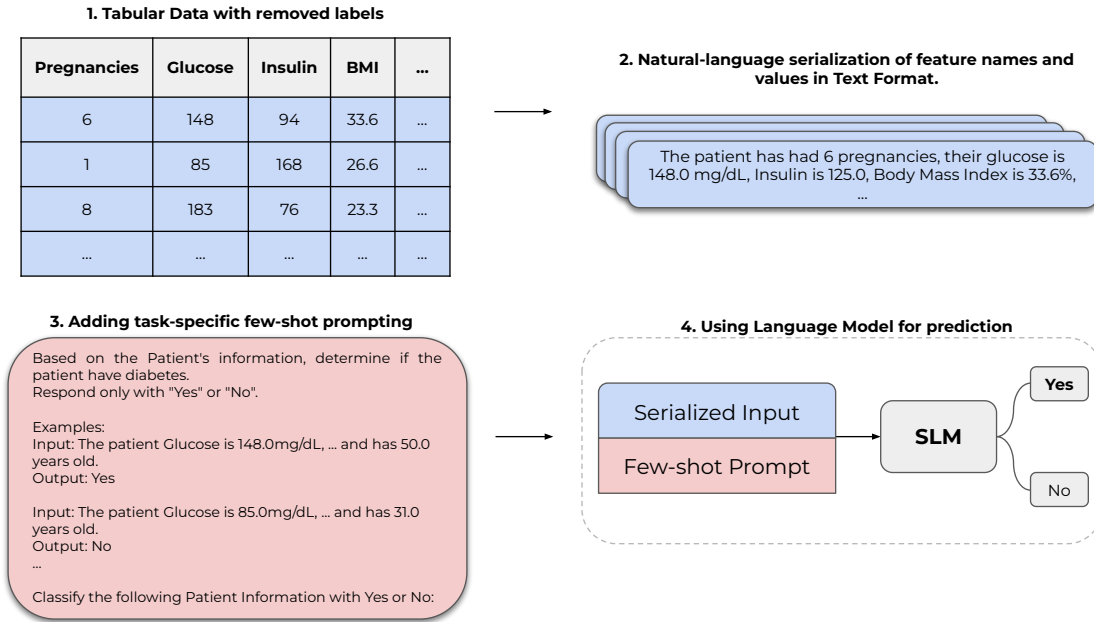 1. Tabular Data with removed labels
Pregnancies Glucose Insulin BMI ...
6 148 94 33.6 ...
1 85 168 26.6 ...
8 183 76 23.3 ...
... ... ... ... ...
2. Natural-language serialization of feature names and
values in Text Format.
The patient has had 6 pregnancies, their glucose is
148.0 mg/dL, Insulin is 125.0, Body Mass Index is 33.6%,
...
3. Adding task-specific few-shot prompting
Based on the Patient's information, determine if the
patient have diabetes.
Respond only with "Yes" or "No".
Examples:
Input: The patient Glucose is 148.0mg/dL, ... and has 50.0
years old.
Output: Yes
Input: The patient Glucose is 85.0mg/dL, ... and has 31.0
years old.
Output: No
...
Classify the following Patient Information with Yes or No:
4. Using Language Model for prediction
Serialized Input
Few-shot Prompt
SLM
Yes
No